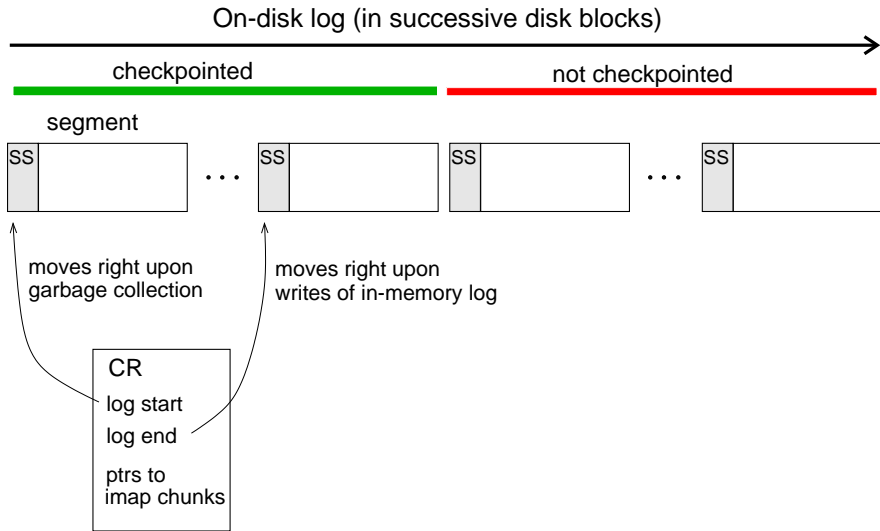 On-disk log (in successive disk blocks)
checkpointed
not checkpointed
segment
SS
SS
SS
SS
moves right upon
garbage collection
moves right upon
writes of in-memory log
CR
log start
log end
ptrs to
imap chunks